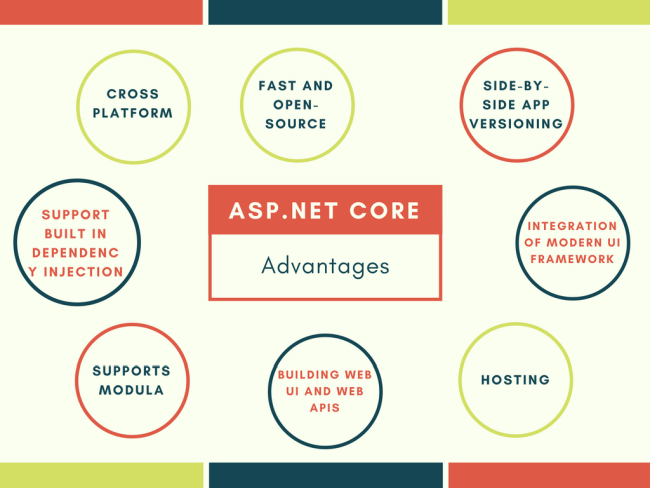 CROSS
PLATFORM
FAST AND
OPEN-
SOURCE
SIDE-BY-
SIDE APP
VERSIONING
SUPPORT
BUILT IN
DEPENDENC
Y INJECTION
ASP.NET CORE
Advantages
INTEGRATION
OF MODERN UI
FRAMEWORK
SUPPORTS
MODULA
BUILDING WEB
UI AND WEB
APIS
HOSTING